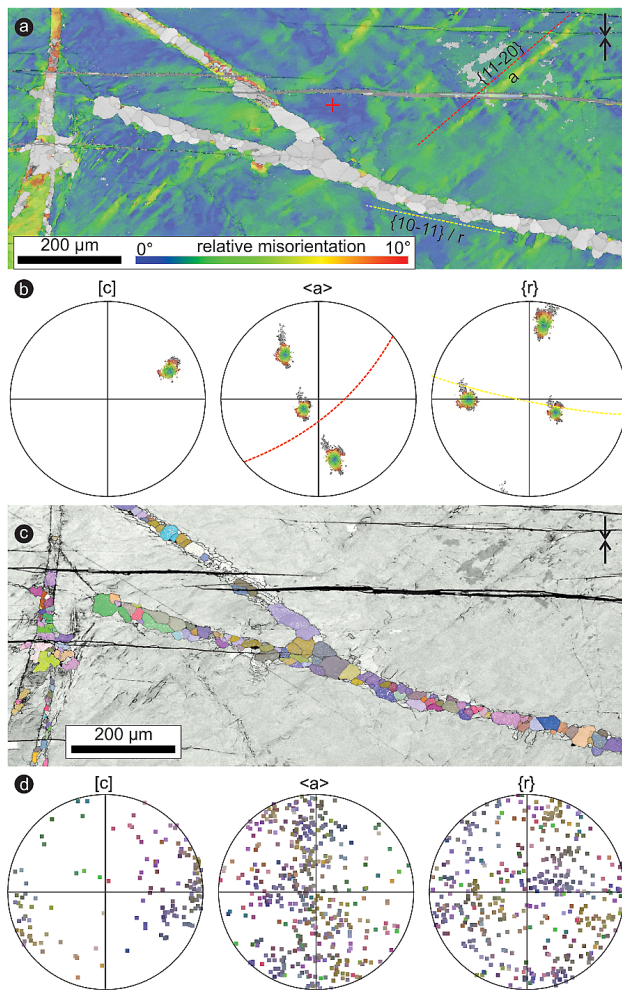 a
{11-20}
a
{10-11} / r
200 µm
0° relative misorientation 10°
b
[c] <a> {r}
c
200 µm
d
[c] <a> {r}